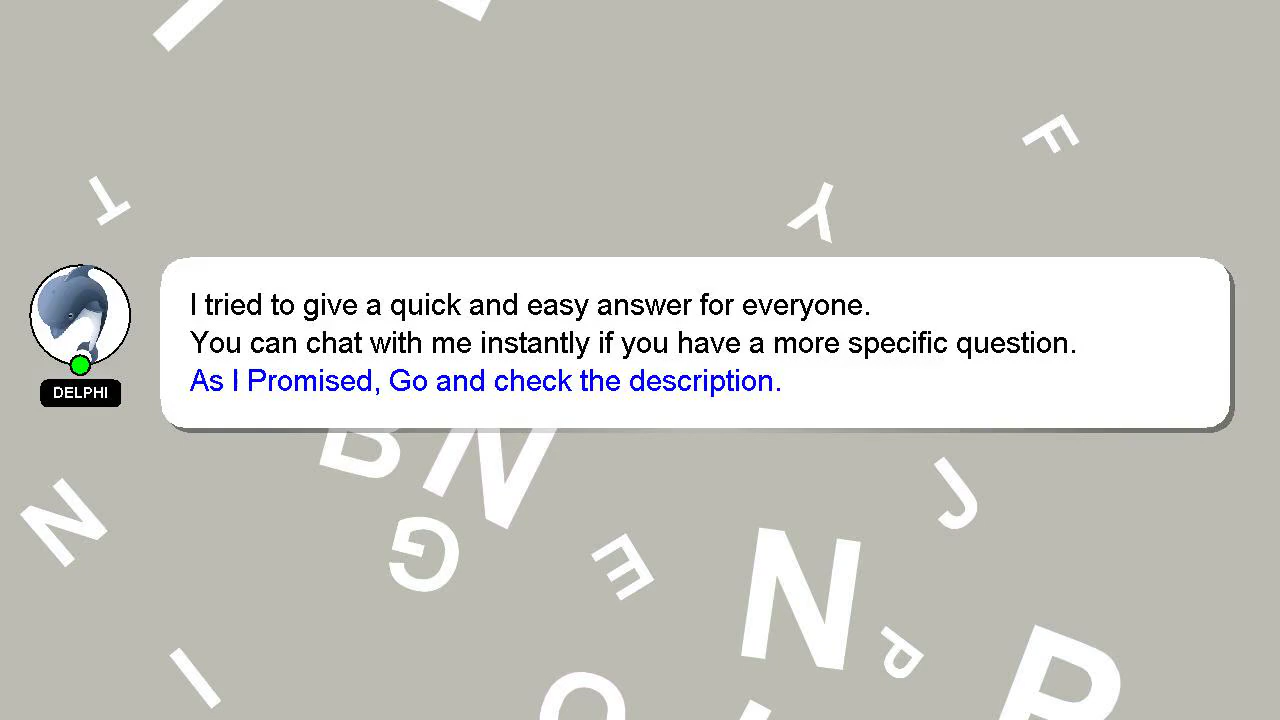 I tried to give a quick and easy answer for everyone.
You can chat with me instantly if you have a more specific question.
As I Promised, Go and check the description.
DELPHI
T
F
Y
B
N
N
G
E
J
N
P
I